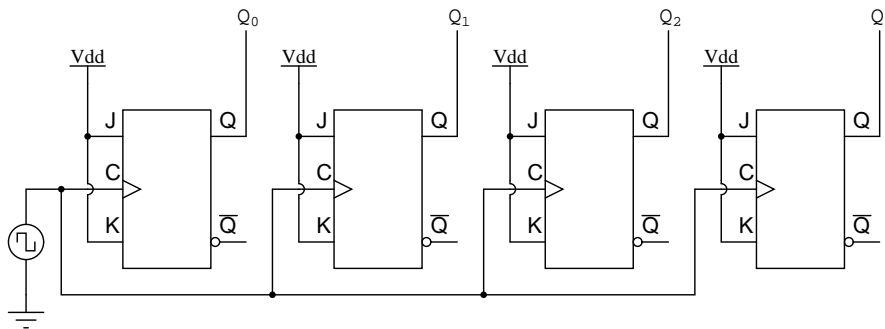 Q₀ Q₁ Q₂ Q
Vdd Vdd Vdd Vdd
J Q J Q J Q J Q
C C C C
K Q̅ K Q̅ K Q̅ K Q̅